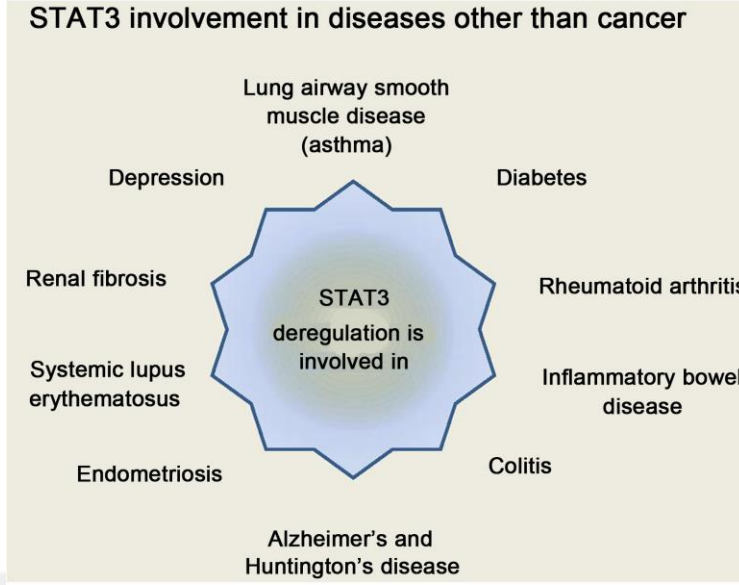 STAT3 involvement in diseases other than cancer
Lung airway smooth
muscle disease
(asthma)
Depression
Diabetes
Renal fibrosis
Rheumatoid arthritis
STAT3
deregulation is
involved in
Systemic lupus
erythematosus
Inflammatory bowel
disease
Endometriosis
Colitis
Alzheimer's and
Huntington's disease